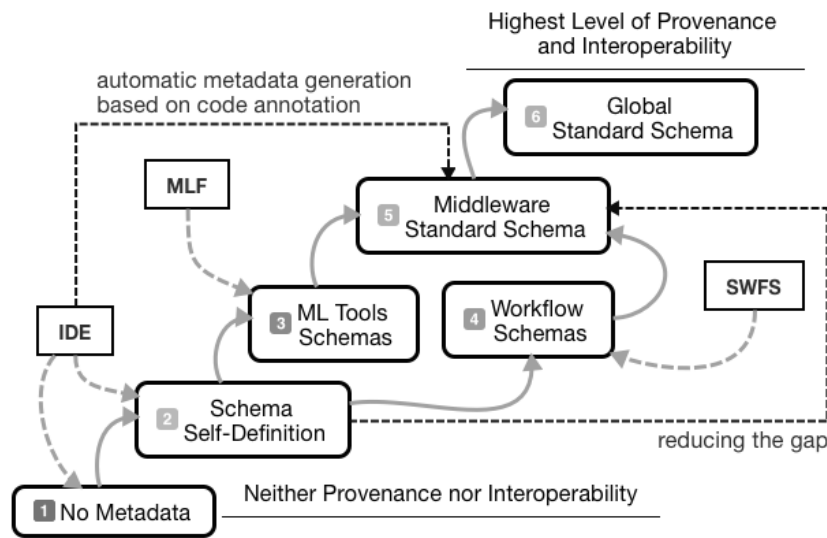 Highest Level of Provenance
and Interoperability
automatic metadata generation
based on code annotation
6 Global
Standard Schema
MLF
5 Middleware
Standard Schema
SWFS
3 ML Tools
Schemas
4 Workflow
Schemas
IDE
2 Schema
Self-Definition
reducing the gap
1 No Metadata
Neither Provenance nor Interoperability